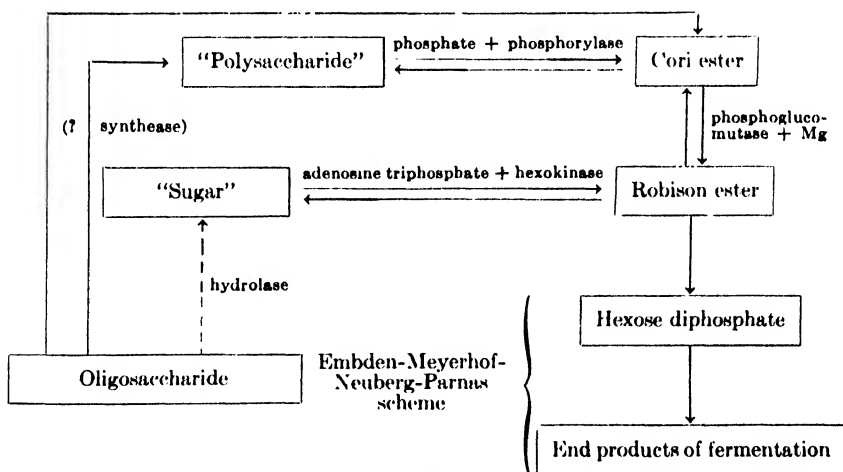 phosphate + phosphorylase
"Polysaccharide"
Cori ester
(? synthease)
phosphogluco-
mutase + Mg
adenosine triphosphate + hexokinase
"Sugar"
Robison ester
hydrolase
Hexose diphosphate
Oligosaccharide
Embden-Meyerhof-
Neuberg-Parnas
scheme
End products of fermentation